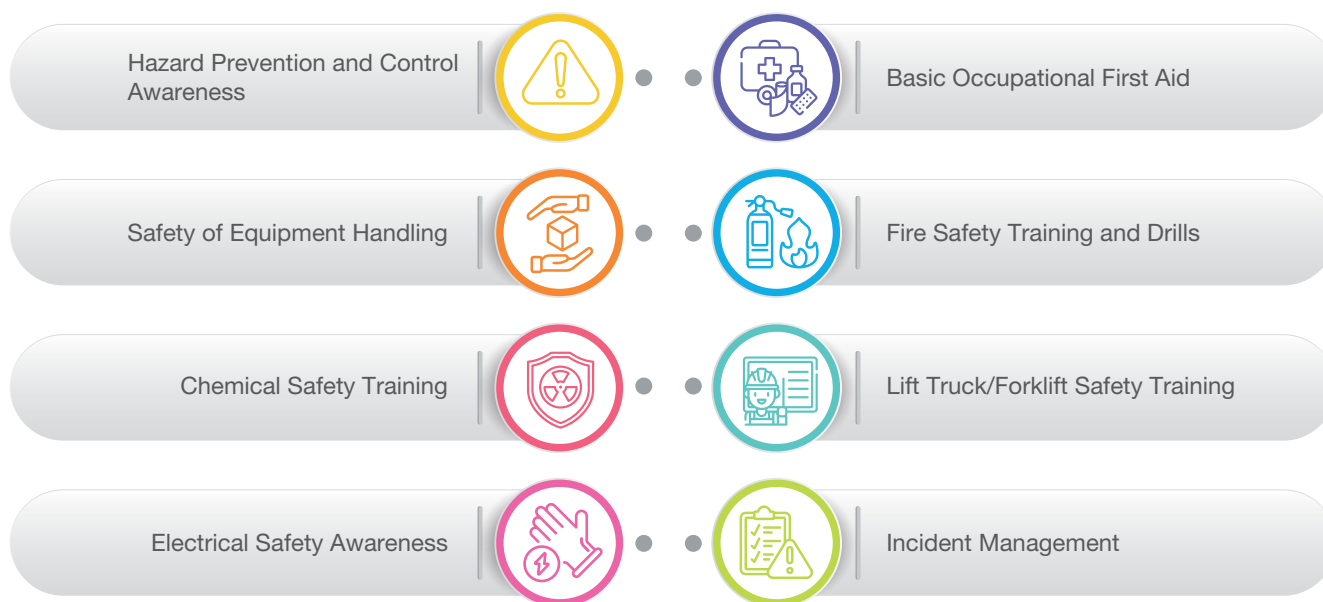 Hazard Prevention and Control
Awareness
Basic Occupational First Aid
Safety of Equipment Handling
Fire Safety Training and Drills
Chemical Safety Training
Lift Truck/Forklift Safety Training
Electrical Safety Awareness
Incident Management